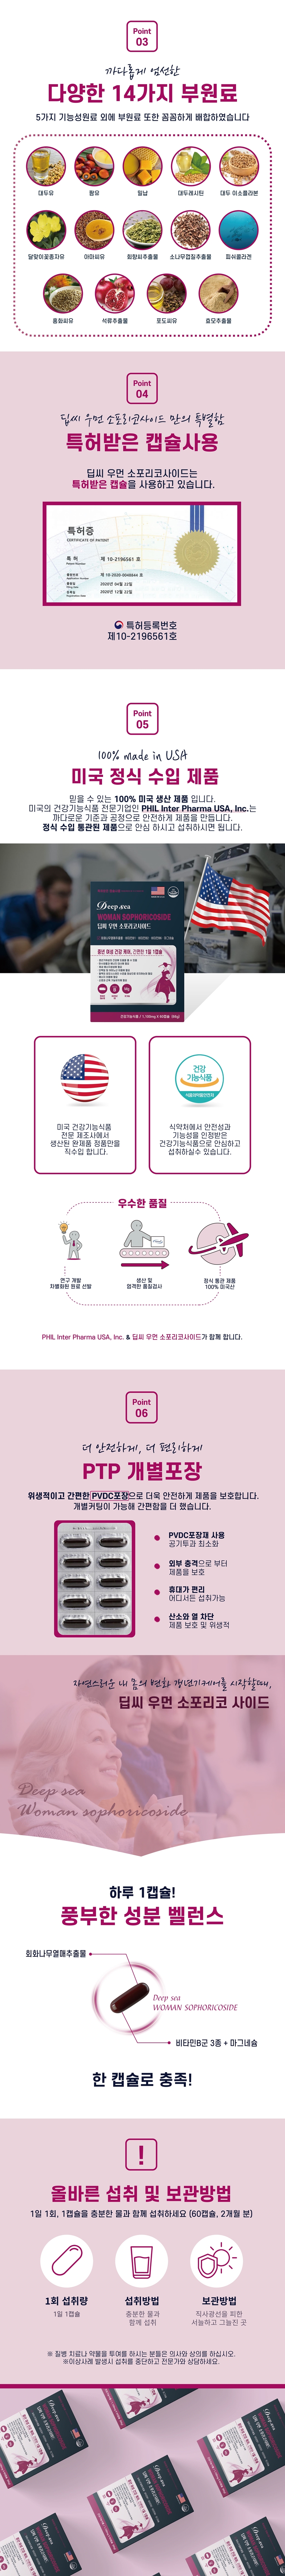 Point
03
까다롭게 엄선한
다양한 14가지 부원료
5가지 기능성원료 외에 부원료 또한 꼼꼼하게 배합하였습니다
대두유
팜유
밀납
대두레시틴
대두 이소플라본
달맞이꽃종자유
아마씨유
회향씨추출물
소나무껍질추출물
피쉬콜라겐
홍화씨유
석류추출물
포도씨유
효모추출물
Point
04
딥씨 우먼 소포리코사이드 만의 특별함
특허받은 캡슐사용
딥씨 우먼 소포리코사이드는
특허받은 캡슐을 사용하고 있습니다.
특허증
CERTIFICATE OF PATENT
특 허
제 10-2196561 호
제 10-2020-0048844 호
2020년 04월 22일
2020년 12월 22일
특허등록번호
제10-2196561호
Point
05
100% made in USA
미국 정식 수입 제품
믿을 수 있는 100% 미국 생산 제품 입니다.
미국의 건강기능식품 전문기업인 PHIL Inter Pharma USA, Inc.는
까다로운 기준과 공정으로 안전하게 제품을 만듭니다.
정식 수입 통관된 제품으로 안심 하시고 섭취하시면 됩니다.
Deep sea
WOMAN SOPHORICOSIDE
딥씨 우먼 소포리코사이드
중년 여성 건강 케어, 간편한 1일 1캡슐
건강
기능식품
식품의약품안전처
미국 건강기능식품
전문 제조사에서
생산된 완제품 정품만을
직수입 합니다.
식약처에서 안전성과
기능성을 인정받은
건강기능식품으로 안심하고
섭취하실수 있습니다.
우수한 품질
연구 개발
차별화된 원료 선발
생산 및
엄격한 품질검사
정식 통관 제품
100% 미국산
PHIL Inter Pharma USA, Inc. & 딥씨 우먼 소포리코사이드가 함께 합니다.
Point
06
더 안전하게, 더 편리하게
PTP 개별포장
위생적이고 간편한 PVDC포장으로 더욱 안전하게 제품을 보호합니다.
개별커팅이 가능해 간편함을 더 했습니다.
PVDC포장재 사용
공기투과 최소화
외부 충격으로 부터
제품을 보호
휴대가 편리
어디서든 섭취가능
산소와 열 차단
제품 보호 및 위생적
자연스러운 내 몸의 변화 갱년기케어를 시작할때,
딥씨 우먼 소포리코 사이드
Deep sea
Woman sophoricoside
하루 1캡슐!
풍부한 성분 벨런스
회화나무열매추출물
Deep sea
WOMAN SOPHORICOSIDE
비타민B군 3종 + 마그네슘
한 캡슐로 충족!
!
올바른 섭취 및 보관방법
1일 1회, 1캡슐을 충분한 물과 함께 섭취하세요 (60캡슐, 2개월 분)
1회 섭취량
1일 1캡슐
섭취방법
충분한 물과
함께 섭취
보관방법
직사광선을 피한
서늘하고 그늘진 곳
※ 질병 치료나 약물을 투여를 하시는 분들은 의사와 상의를 하십시오.
※이상사례 발생시 섭취를 중단하고 전문가와 상담하세요.